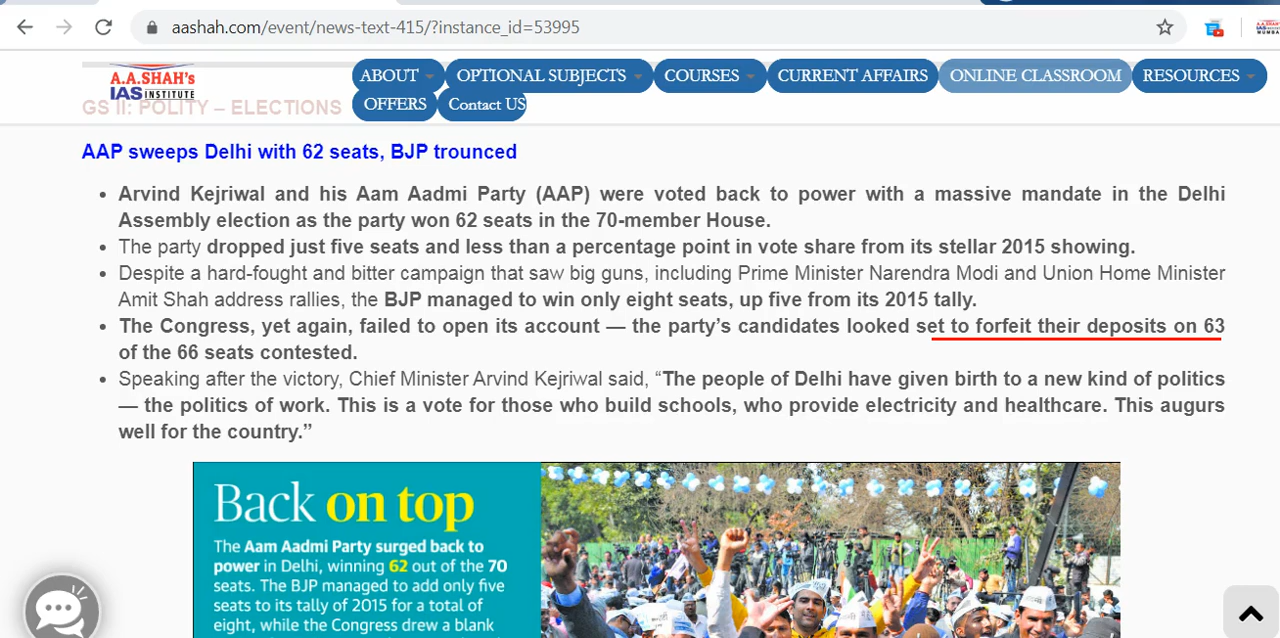 aashah.com/event/news-text-415/?instance_id=53995
A.A.SHAH's
IAS INSTITUTE
ABOUT
OPTIONAL SUBJECTS
COURSES
CURRENT AFFAIRS
ONLINE CLASSROOM
RESOURCES
OFFERS
Contact US
GS II: POLITY – ELECTIONS
AAP sweeps Delhi with 62 seats, BJP trounced
• Arvind Kejriwal and his Aam Aadmi Party (AAP) were voted back to power with a massive mandate in the Delhi
Assembly election as the party won 62 seats in the 70-member House.
• The party dropped just five seats and less than a percentage point in vote share from its stellar 2015 showing.
• Despite a hard-fought and bitter campaign that saw big guns, including Prime Minister Narendra Modi and Union Home Minister
Amit Shah address rallies, the BJP managed to win only eight seats, up five from its 2015 tally.
• The Congress, yet again, failed to open its account — the party's candidates looked set to forfeit their deposits on 63
of the 66 seats contested.
• Speaking after the victory, Chief Minister Arvind Kejriwal said, “The people of Delhi have given birth to a new kind of politics
— the politics of work. This is a vote for those who build schools, who provide electricity and healthcare. This augurs
well for the country.”
Back on top
The Aam Aadmi Party surged back to
power in Delhi, winning 62 out of the 70
seats. The BJP managed to add only five
seats to its tally of 2015 for a total of
eight, while the Congress drew a blank